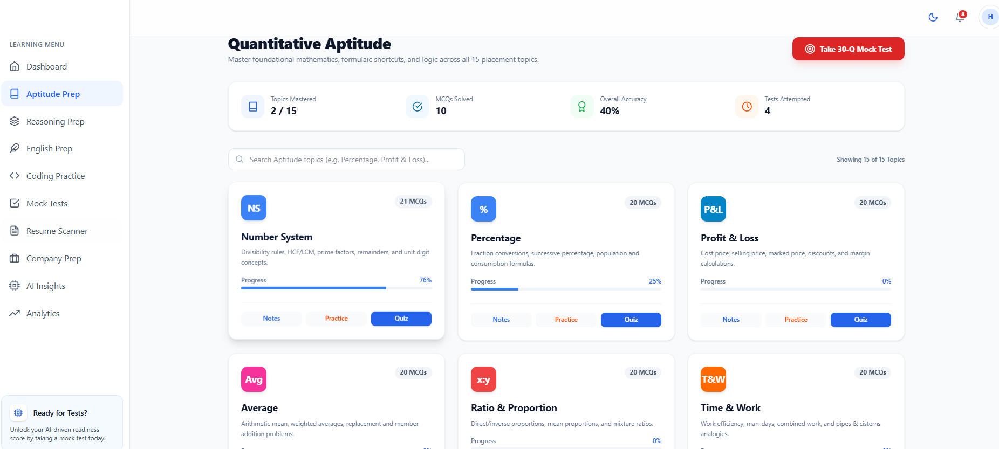 8
H
LEARNING MENU
Dashboard
Aptitude Prep
Reasoning Prep
English Prep
Coding Practice
Mock Tests
Resume Scanner
Company Prep
AI Insights
Analytics
Ready for Tests?
Unlock your AI-driven readiness
score by taking a mock test today.
Quantitative Aptitude
Master foundational mathematics, formulaic shortcuts, and logic across all 15 placement topics.
Take 30-Q Mock Test
Topics Mastered
2 / 15
MCQs Solved
10
Overall Accuracy
40%
Tests Attempted
4
Search Aptitude topics (e.g. Percentage, Profit & Loss)...
Showing 15 of 15 Topics
NS
21 MCQs
Number System
Divisibility rules, HCF/LCM, prime factors, remainders, and unit digit
concepts.
Progress
76%
Notes
Practice
Quiz
%
20 MCQs
Percentage
Fraction conversions, successive percentage, population and
consumption formulas.
Progress
25%
Notes
Practice
Quiz
P&L
20 MCQs
Profit & Loss
Cost price, selling price, marked price, discounts, and margin
calculations.
Progress
0%
Notes
Practice
Quiz
Avg
20 MCQs
Average
Arithmetic mean, weighted averages, replacement and member
addition problems.
x:y
20 MCQs
Ratio & Proportion
Direct/inverse proportions, mean proportions, and mixture ratios.
Progress
0%
T&W
20 MCQs
Time & Work
Work efficiency, man-days, combined work, and pipes & cisterns
analogies.